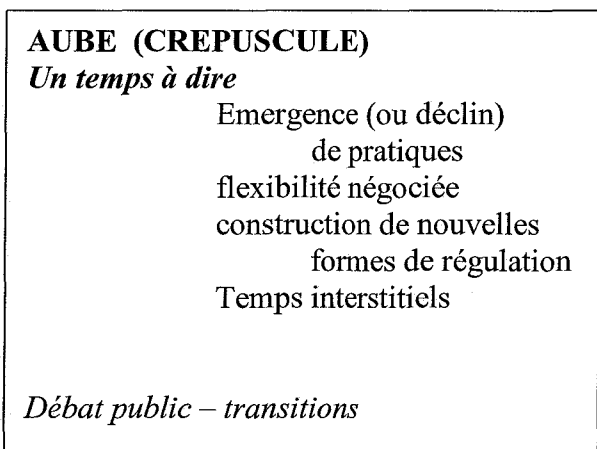 AUBE (CREPUSCULE)
Un temps à dire
Emergence (ou déclin)
de pratiques
flexibilité négociée
construction de nouvelles
formes de régulation
Temps interstitiels
Débat public – transitions